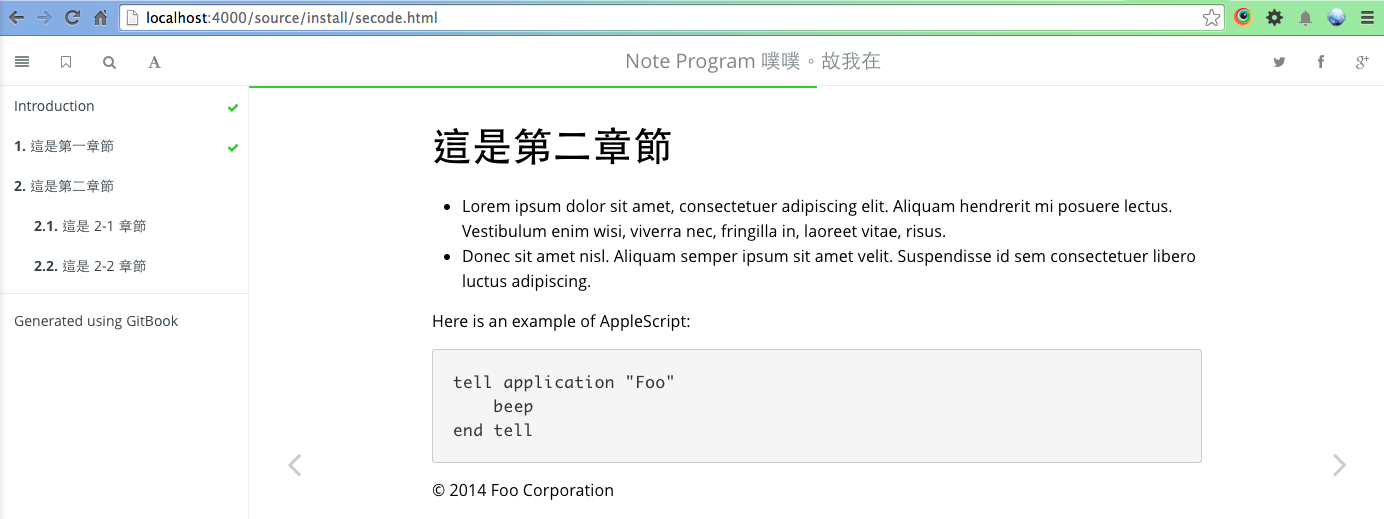 localhost:4000/source/install/secode.html
A
Note Program 噗噗。故我在
Introduction
1. 這是第一章節
2. 這是第二章節
2.1. 這是 2-1 章節
2.2. 這是 2-2 章節
Generated using GitBook
這是第二章節
Lorem ipsum dolor sit amet, consectetuer adipiscing elit. Aliquam hendrerit mi posuere lectus.
Vestibulum enim wisi, viverra nec, fringilla in, laoreet vitae, risus.
Donec sit amet nisl. Aliquam semper ipsum sit amet velit. Suspendisse id sem consectetuer libero
luctus adipiscing.
Here is an example of AppleScript:
tell application "Foo"
    beep
end tell
© 2014 Foo Corporation